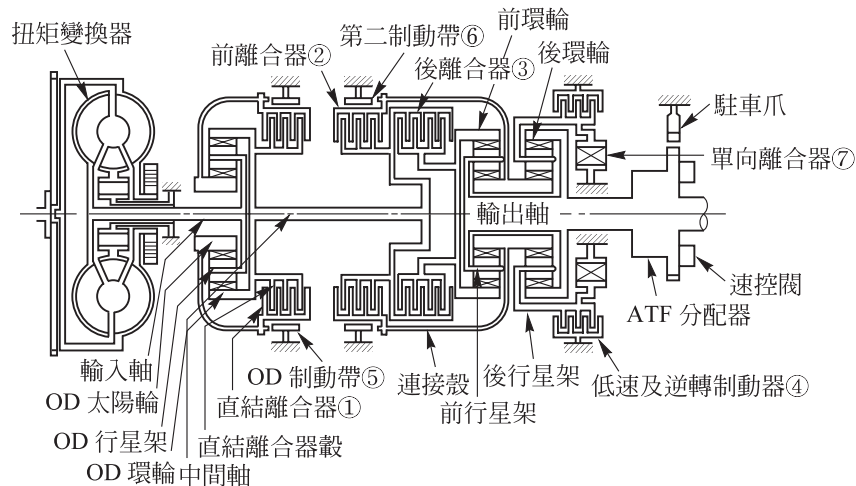 扭矩變換器
前離合器②
第二制動帶⑥
後離合器③
前環輪
後環輪
駐車爪
單向離合器⑦
輸出軸
速控閥
ATF 分配器
輸入軸
OD 太陽輪
OD 行星架
OD 環輪
中間軸
直結離合器轂
直結離合器①
OD 制動帶⑤
連接殼
前行星架
後行星架
低速及逆轉制動器④